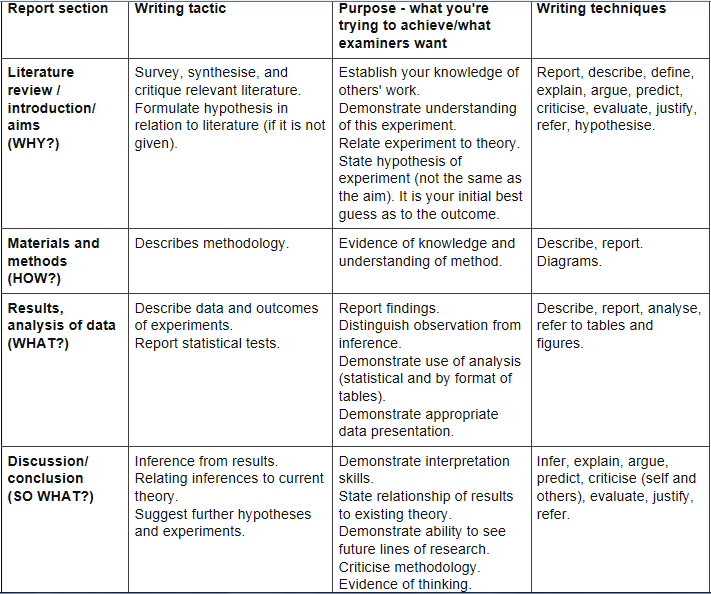 Report section
Writing tactic
Purpose - what you're
trying to achieve/what
examiners want
Writing techniques
Literature
review /
introduction/
aims
(WHY?)
Survey, synthesise, and
critique relevant literature.
Formulate hypothesis in
relation to literature (if it is not
given).
Establish your knowledge of
others' work.
Demonstrate understanding
of this experiment.
Relate experiment to theory.
State hypothesis of
experiment (not the same as
the aim). It is your initial best
guess as to the outcome.
Report, describe, define,
explain, argue, predict,
criticise, evaluate, justify,
refer, hypothesise.
Materials and
methods
(HOW?)
Describes methodology.
Evidence of knowledge and
understanding of method.
Describe, report.
Diagrams.
Results,
analysis of data
(WHAT?)
Describe data and outcomes
of experiments.
Report statistical tests.
Report findings.
Distinguish observation from
inference.
Demonstrate use of analysis
(statistical and by format of
tables).
Demonstrate appropriate
data presentation.
Describe, report, analyse,
refer to tables and
figures.
Discussion/
conclusion
(SO WHAT?)
Inference from results.
Relating inferences to current
theory.
Suggest further hypotheses
and experiments.
Demonstrate interpretation
skills.
State relationship of results
to existing theory.
Demonstrate ability to see
future lines of research.
Criticise methodology.
Evidence of thinking.
Infer, explain, argue,
predict, criticise (self and
others), evaluate, justify,
refer.